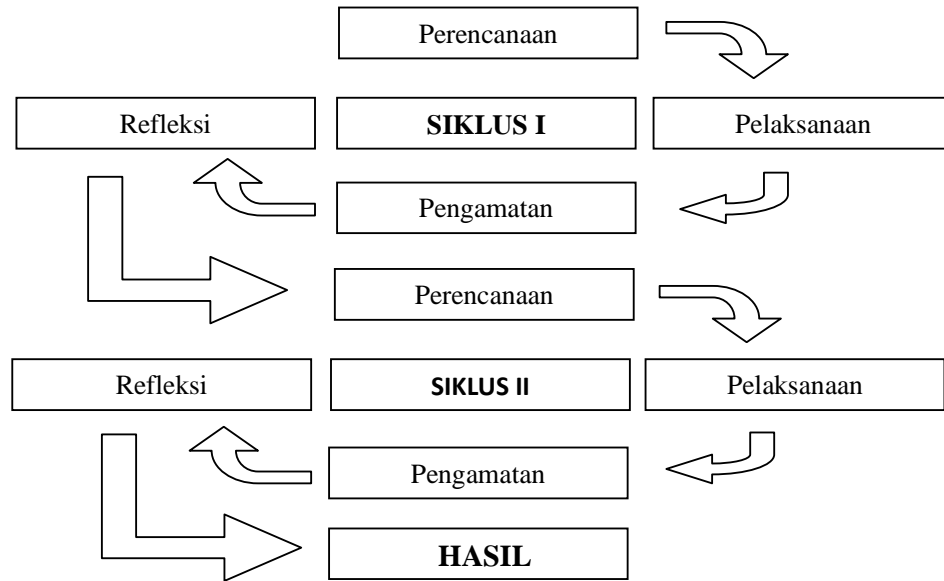 Perencanaan
Refleksi
SIKLUS I
Pelaksanaan
Pengamatan
Perencanaan
Refleksi
SIKLUS II
Pelaksanaan
Pengamatan
HASIL